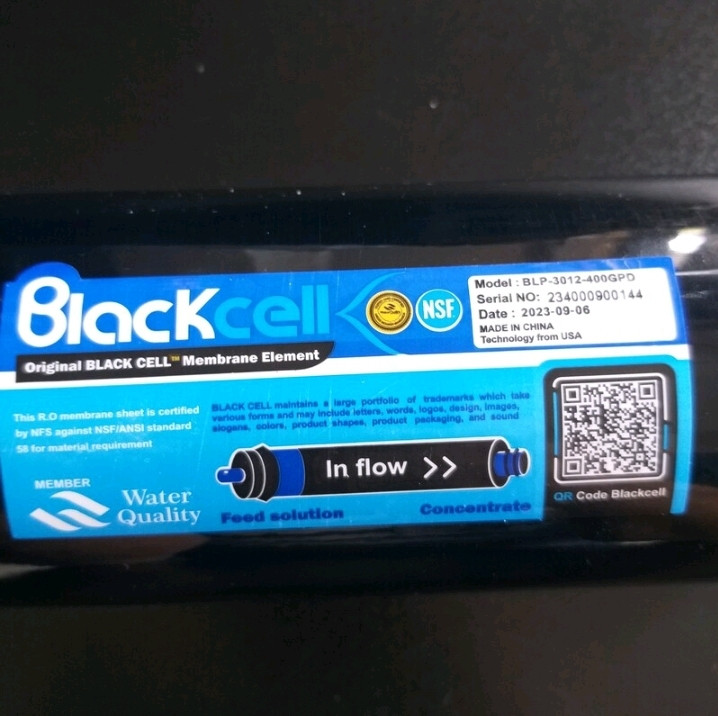 Blackcell
Original BLACK CELL™ Membrane Element
NSF
Model : BLP-3012-400GPD
Serial NO: 234000900144
Date : 2023-09-06
MADE IN CHINA
Technology from USA
This R.O membrane sheet is certified
by NFS against NSF/ANSI standard
58 for material requirement
BLACK CELL maintains a large portfolio of trademarks which take
various forms and may include letters, words, logos, design, images,
slogans, colors, product shapes, product packaging, and sound
MEMBER
Water
Quality
In flow >>
Feed solution
Concentrate
QR Code Blackcell